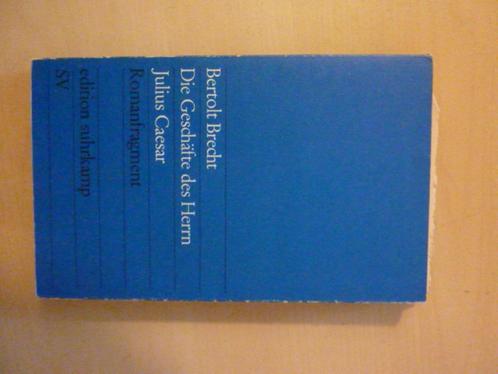 Bertolt Brecht
Die Geschäfte des Herrn
Julius Caesar
Romanfragment
edition suhrkamp
SV